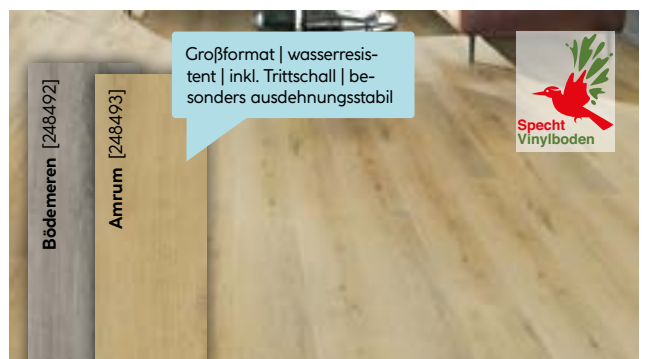 Großformat | wasserresis-
tent | inkl. Trittschall | be-
sonders ausdehnungsstabil
Specht
Vinylboden
Bödemeren [248492]
Amrum [248493]